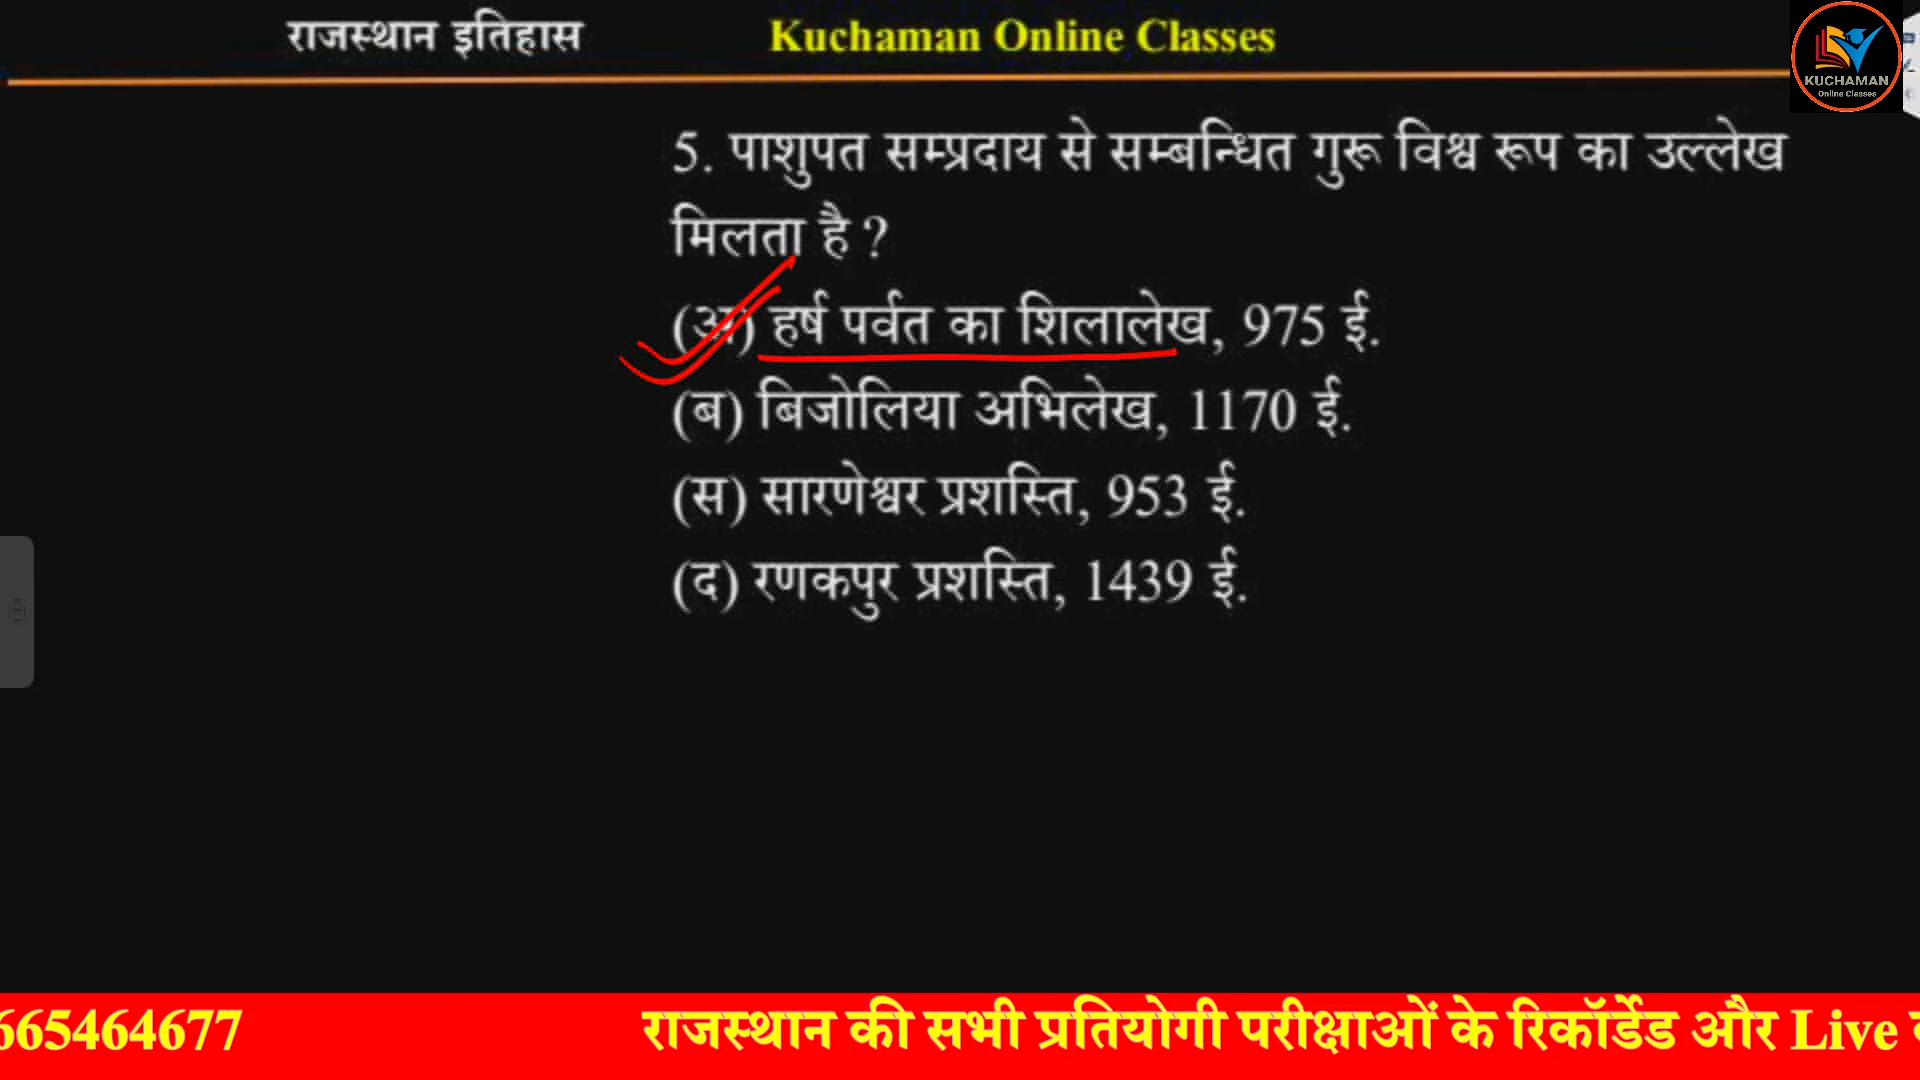 राजस्थान इतिहास
Kuchaman Online Classes
KUCHAMAN
Online Classes
5. पाशुपत सम्प्रदाय से सम्बन्धित गुरू विश्व रूप का उल्लेख
मिलता है ?
(अ) हर्ष पर्वत का शिलालेख, 975 ई.
(ब) बिजोलिया अभिलेख, 1170 ई.
(स) सारणेश्वर प्रशस्ति, 953 ई.
(द) रणकपुर प्रशस्ति, 1439 ई.
665464677 राजस्थान की सभी प्रतियोगी परीक्षाओं के रिकॉर्डेड और Live